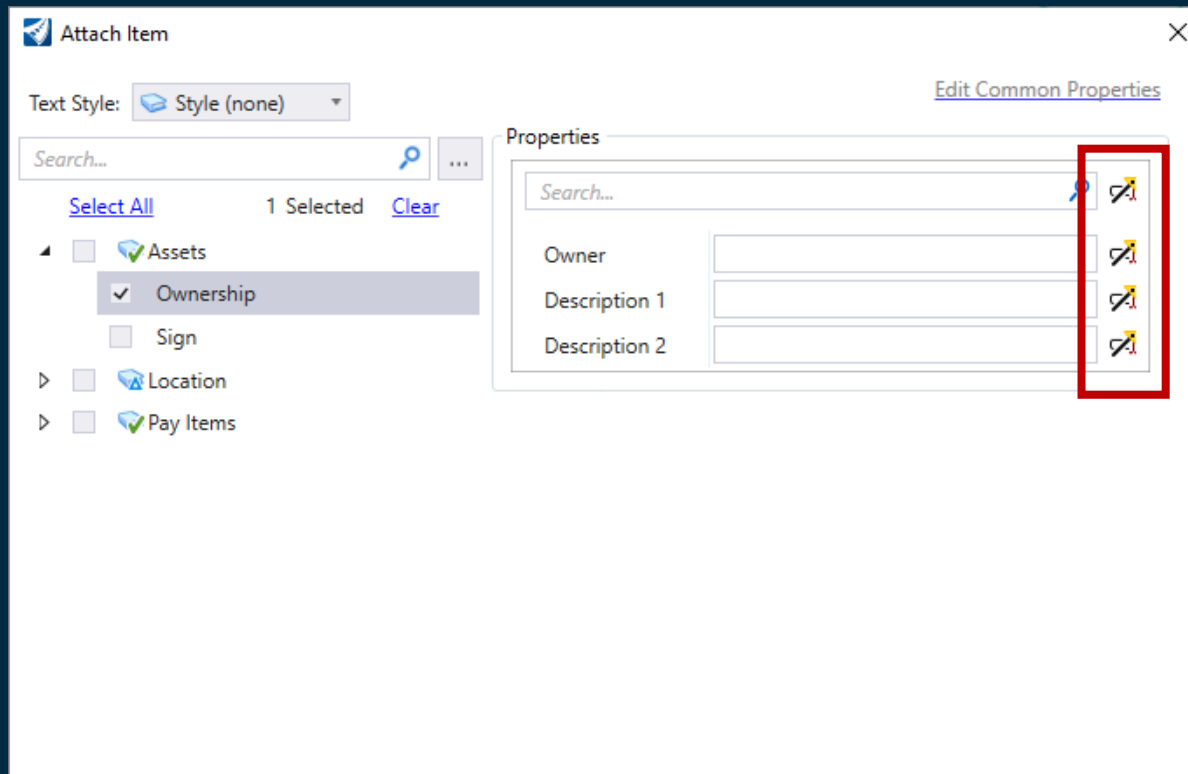 Attach Item
Text Style: Style (none)
Edit Common Properties
Search...
...
Select All 1 Selected Clear
Assets
Ownership
Sign
Location
Pay Items
Properties
Search...
Owner
Description 1
Description 2